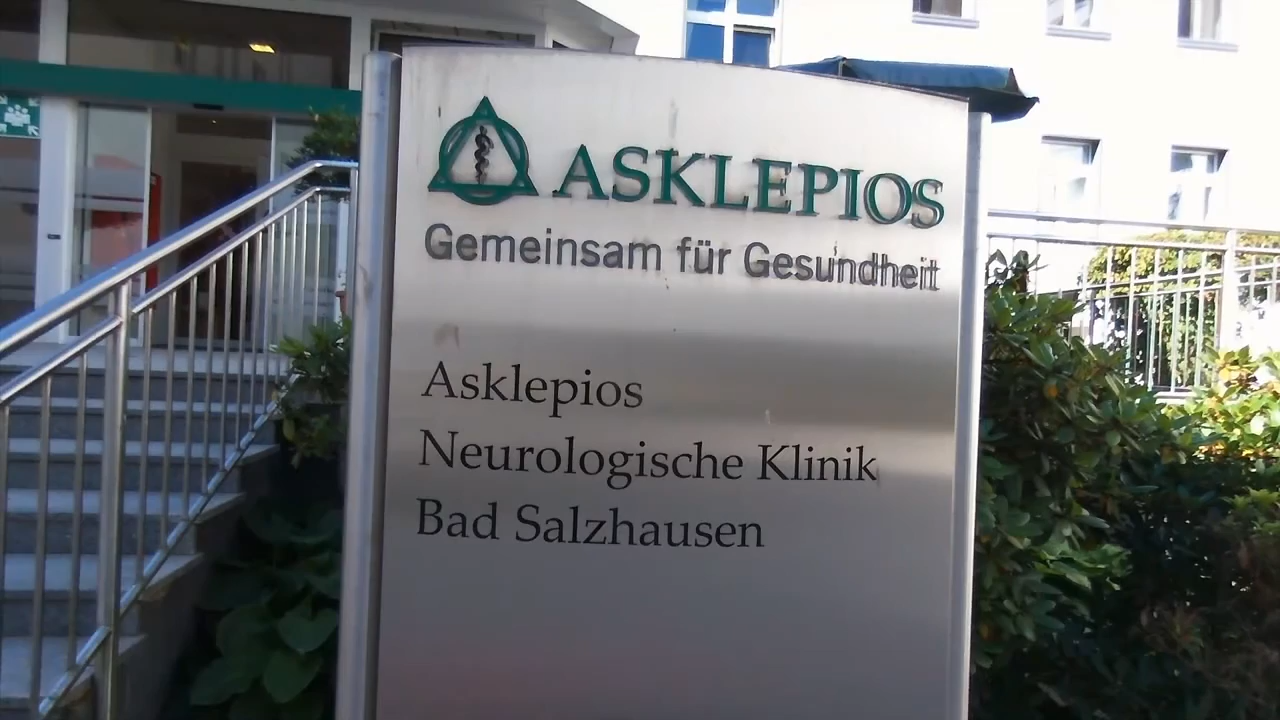 ASKLEPIOS
Gemeinsam für Gesundheit
Asklepios
Neurologische Klinik
Bad Salzhausen